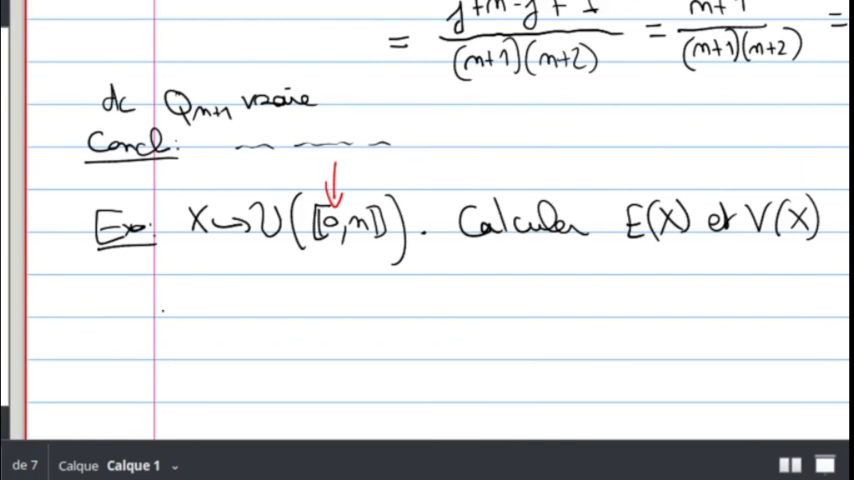 = (j+n-j+1)/((n+1)(n+2)) = (n+1)/((n+1)(n+2)) =
dc Q_{n+1} vraie
Concl:
Ex: X ↪ U(⟦0,n⟧). Calculer E(X) et V(X)
de 7 Calque Calque 1